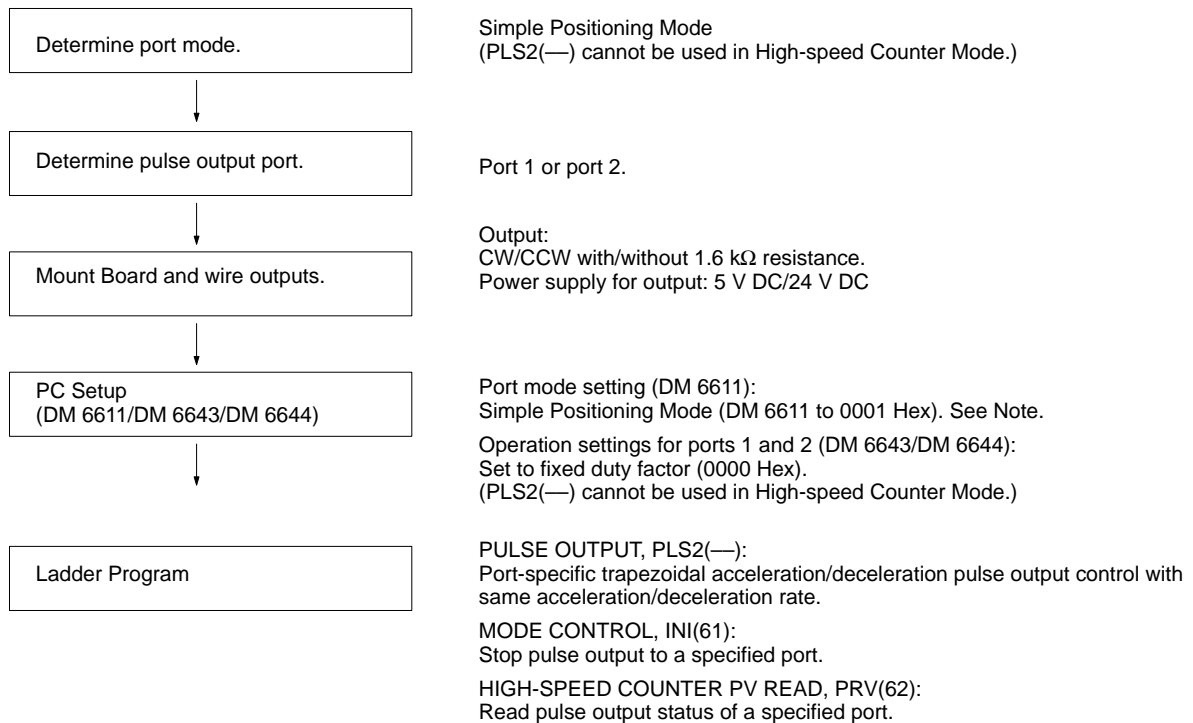 Determine port mode.
Simple Positioning Mode
(PLS2(––) cannot be used in High-speed Counter Mode.)
Determine pulse output port.
Port 1 or port 2.
Mount Board and wire outputs.
Output:
CW/CCW with/without 1.6 kΩ resistance.
Power supply for output: 5 V DC/24 V DC
PC Setup
(DM 6611/DM 6643/DM 6644)
Port mode setting (DM 6611):
Simple Positioning Mode (DM 6611 to 0001 Hex). See Note.
Operation settings for ports 1 and 2 (DM 6643/DM 6644):
Set to fixed duty factor (0000 Hex).
(PLS2(––) cannot be used in High-speed Counter Mode.)
Ladder Program
PULSE OUTPUT, PLS2(––):
Port-specific trapezoidal acceleration/deceleration pulse output control with
same acceleration/deceleration rate.
MODE CONTROL, INI(61):
Stop pulse output to a specified port.
HIGH-SPEED COUNTER PV READ, PRV(62):
Read pulse output status of a specified port.